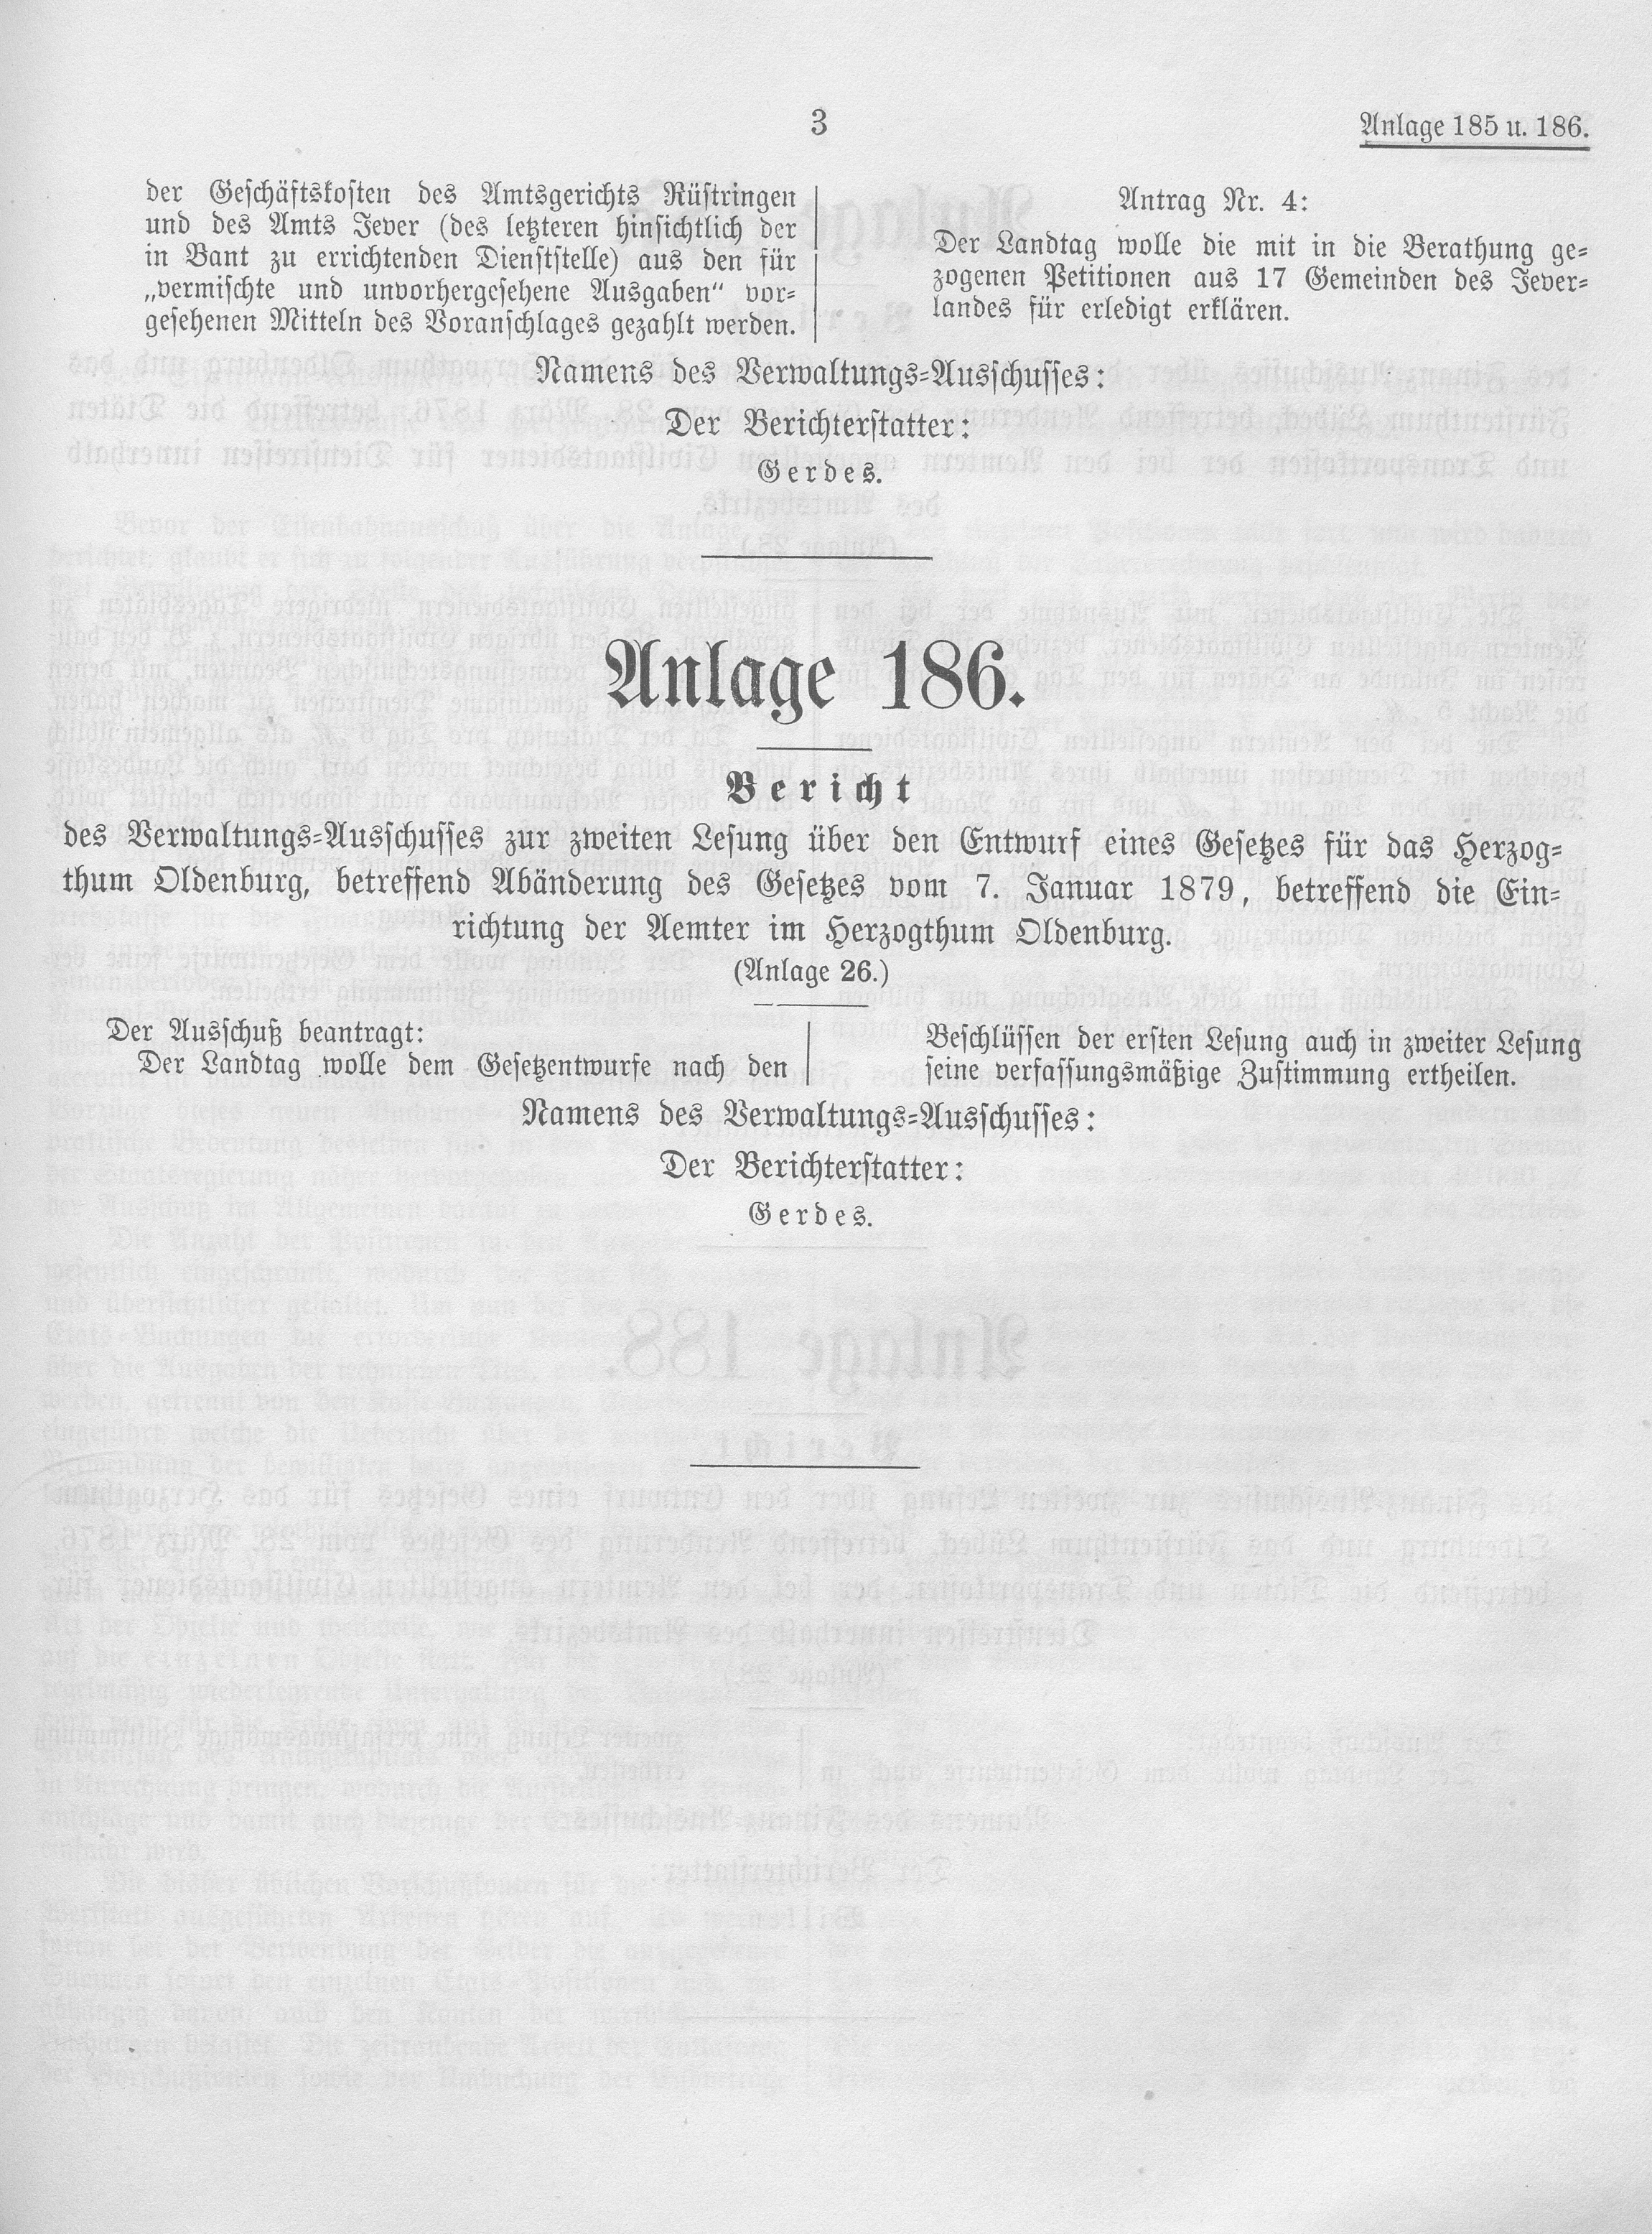 3
Anlage 185 u. 186.
der Geschäftskosten des Amtsgerichts Rüstringen
und des Amts Jever (des letzteren hinsichtlich der
in Bant zu errichtenden Dienststelle) aus den für
„vermischte und unvorhergesehene Ausgaben“ vor-
gesehenen Mitteln des Voranschlages gezahlt werden.
Antrag Nr. 4:
Der Landtag wolle die mit in die Berathung ge-
zogenen Petitionen aus 17 Gemeinden des Jever-
landes für erledigt erklären.
Namens des Verwaltungs-Ausschusses:
Der Berichterstatter:
Gerdes.
Anlage 186.
Bericht
des Verwaltungs-Ausschusses zur zweiten Lesung über den Entwurf eines Gesetzes für das Herzog-
thum Oldenburg, betreffend Abänderung des Gesetzes vom 7. Januar 1879, betreffend die Ein-
richtung der Aemter im Herzogthum Oldenburg.
(Anlage 26.)
Der Ausschuß beantragt:
Der Landtag wolle dem Gesetzentwurfe nach den
Beschlüssen der ersten Lesung auch in zweiter Lesung
seine verfassungsmäßige Zustimmung ertheilen.
Namens des Verwaltungs-Ausschusses:
Der Berichterstatter:
Gerdes.